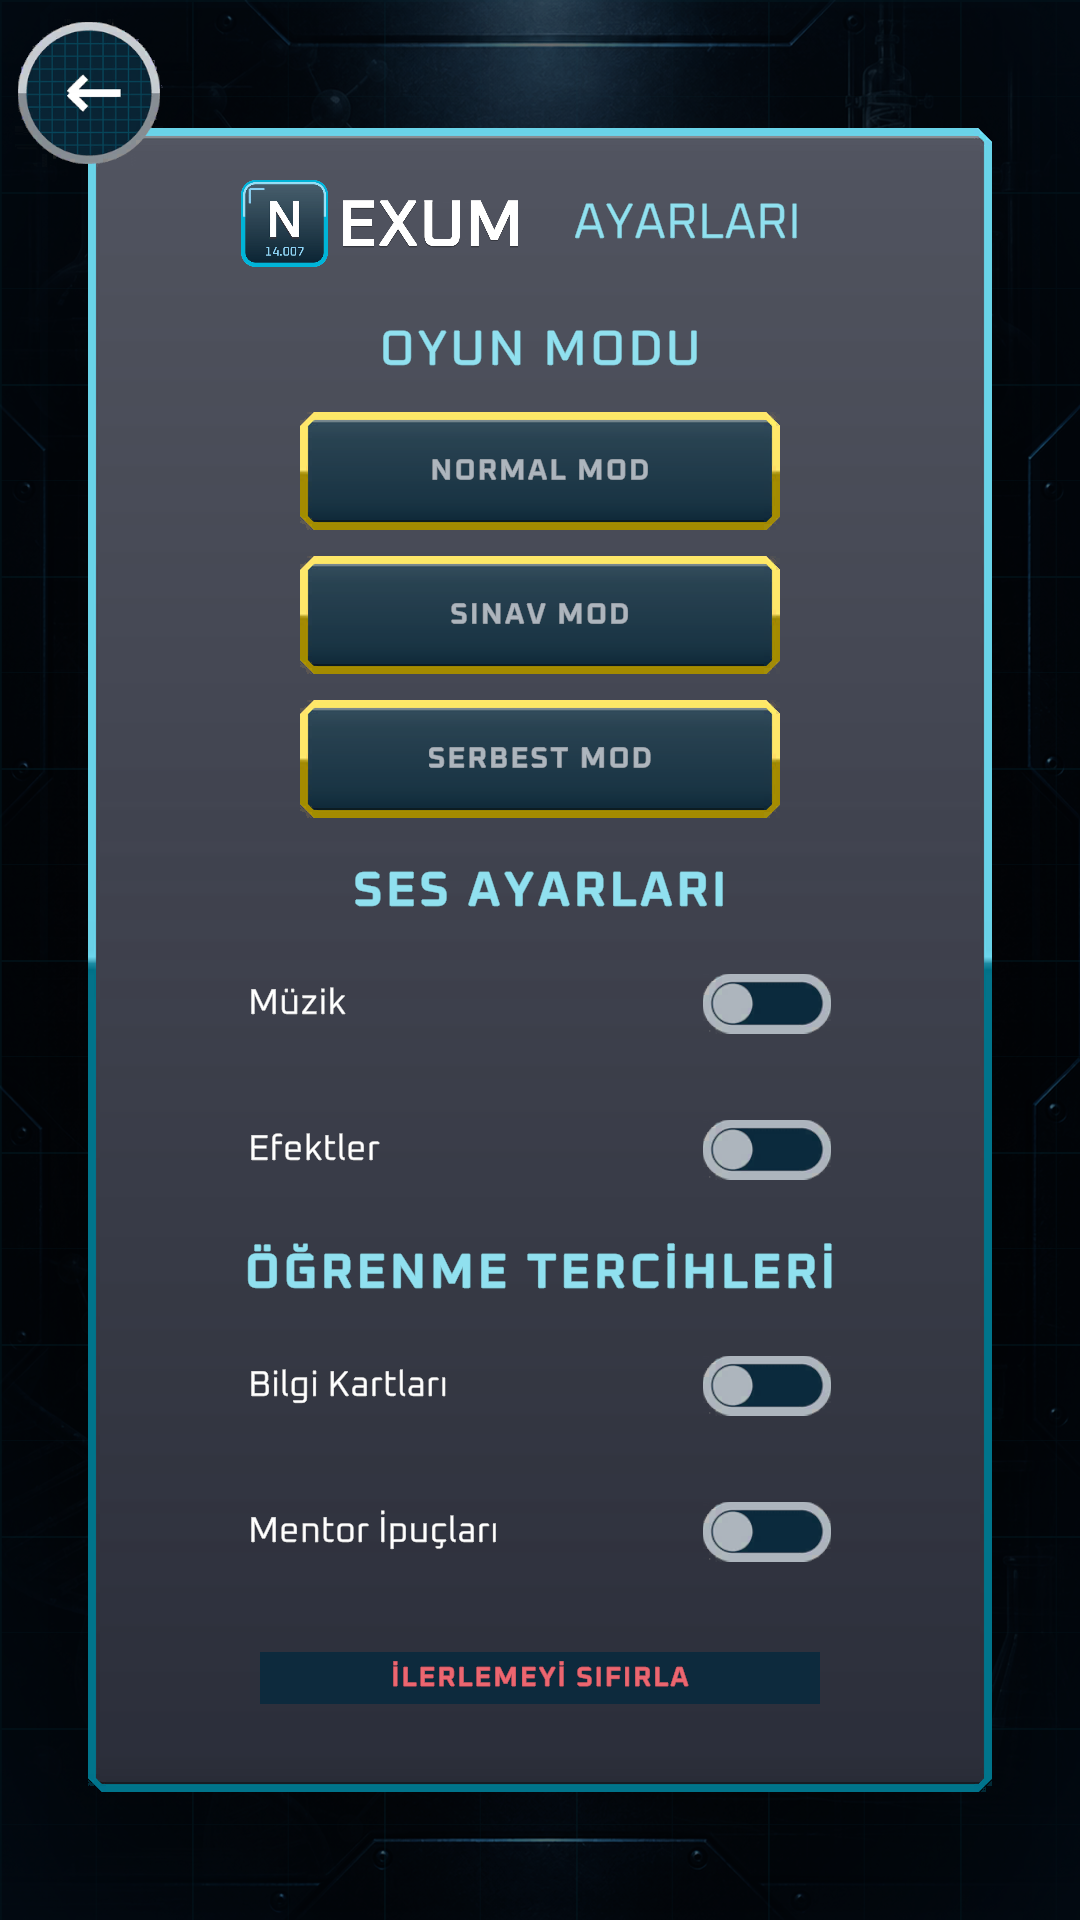 N EXUM AYARLARI
14.007
OYUN MODU
NORMAL MOD
SINAV MOD
SERBEST MOD
SES AYARLARI
Müzik
Efektler
ÖĞRENME TERCİHLERİ
Bilgi Kartları
Mentor İpuçları
İLERLEMEYİ SIFIRLA